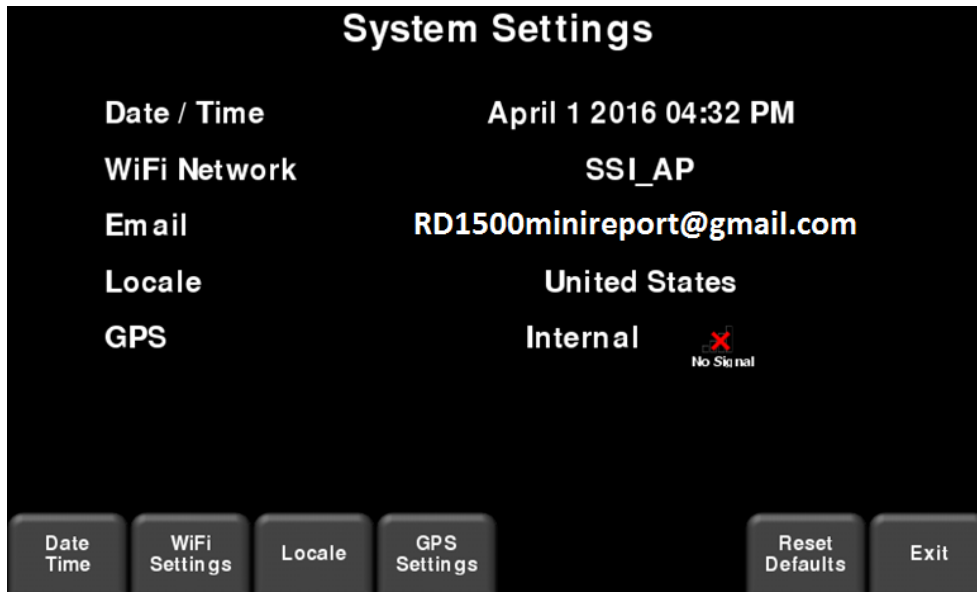 System Settings
Date / Time April 1 2016 04:32 PM
WiFi Network SSI_AP
Email RD1500minireport@gmail.com
Locale United States
GPS Internal
No Signal
Date Time WiFi Settings Locale GPS Settings Reset Defaults Exit